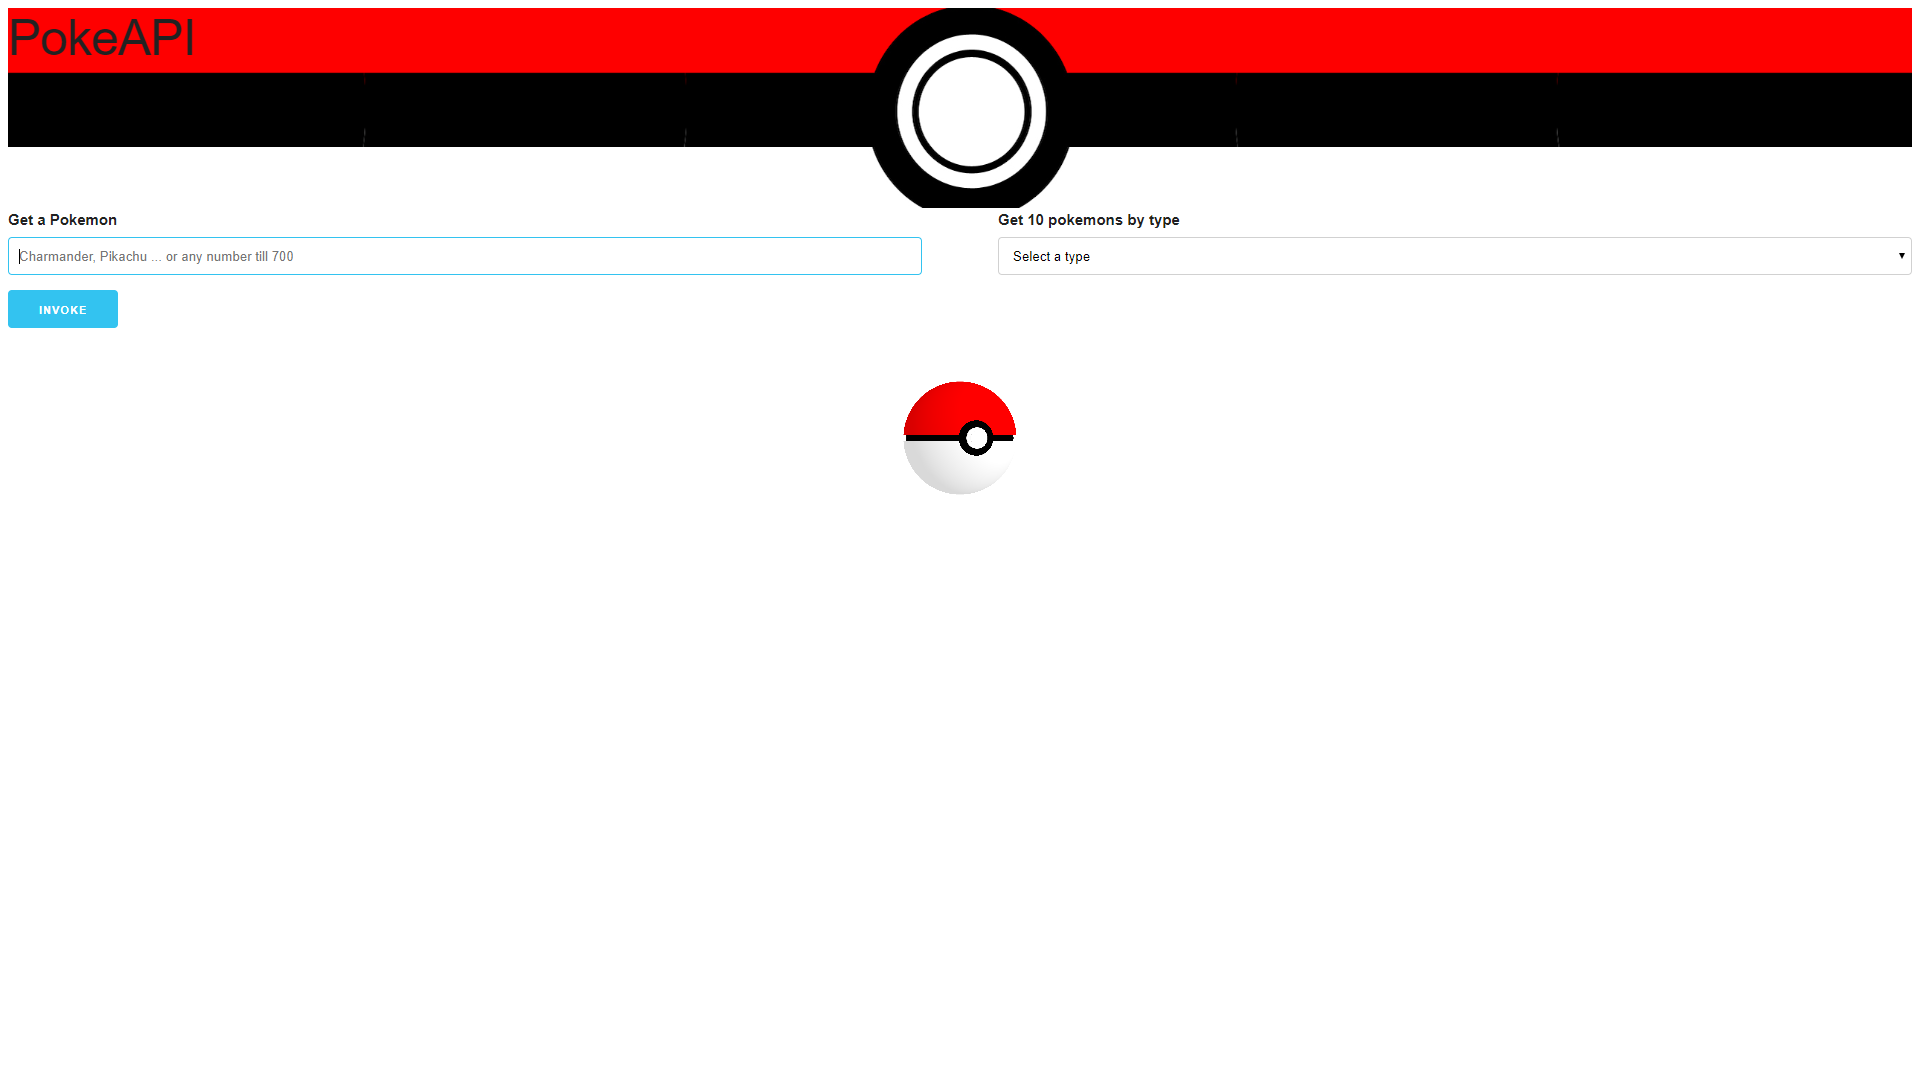 PokeAPI
Get a Pokemon
Charmander, Pikachu ... or any number till 700
INVOKE
Get 10 pokemons by type
Select a type